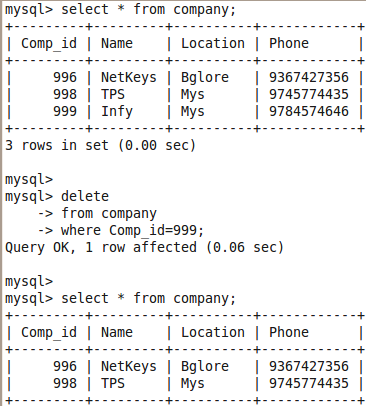 mysql> select * from company;
+---------+---------+----------+------------+
| Comp_id | Name    | Location | Phone      |
+---------+---------+----------+------------+
|     996 | NetKeys | Bglore   | 9367427356 |
|     998 | TPS     | Mys      | 9745774435 |
|     999 | Infy    | Mys      | 9784574646 |
+---------+---------+----------+------------+
3 rows in set (0.00 sec)
mysql>
mysql> delete
    -> from company
    -> where Comp_id=999;
Query OK, 1 row affected (0.06 sec)
mysql>
mysql> select * from company;
+---------+---------+----------+------------+
| Comp_id | Name    | Location | Phone      |
+---------+---------+----------+------------+
|     996 | NetKeys | Bglore   | 9367427356 |
|     998 | TPS     | Mys      | 9745774435 |
+---------+---------+----------+------------+